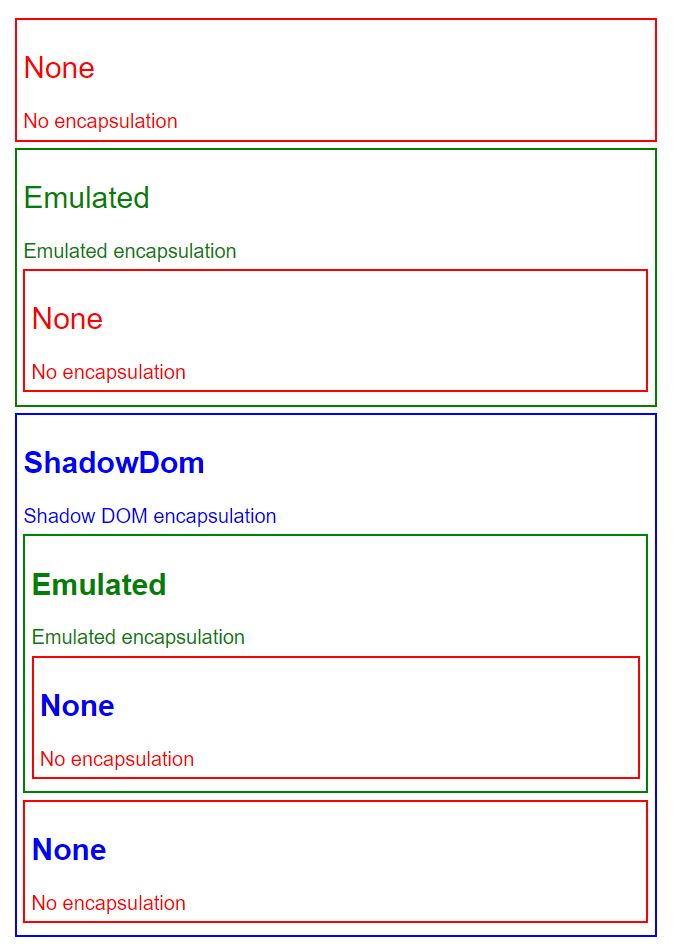 None
No encapsulation
Emulated
Emulated encapsulation
None
No encapsulation
ShadowDom
Shadow DOM encapsulation
Emulated
Emulated encapsulation
None
No encapsulation
None
No encapsulation